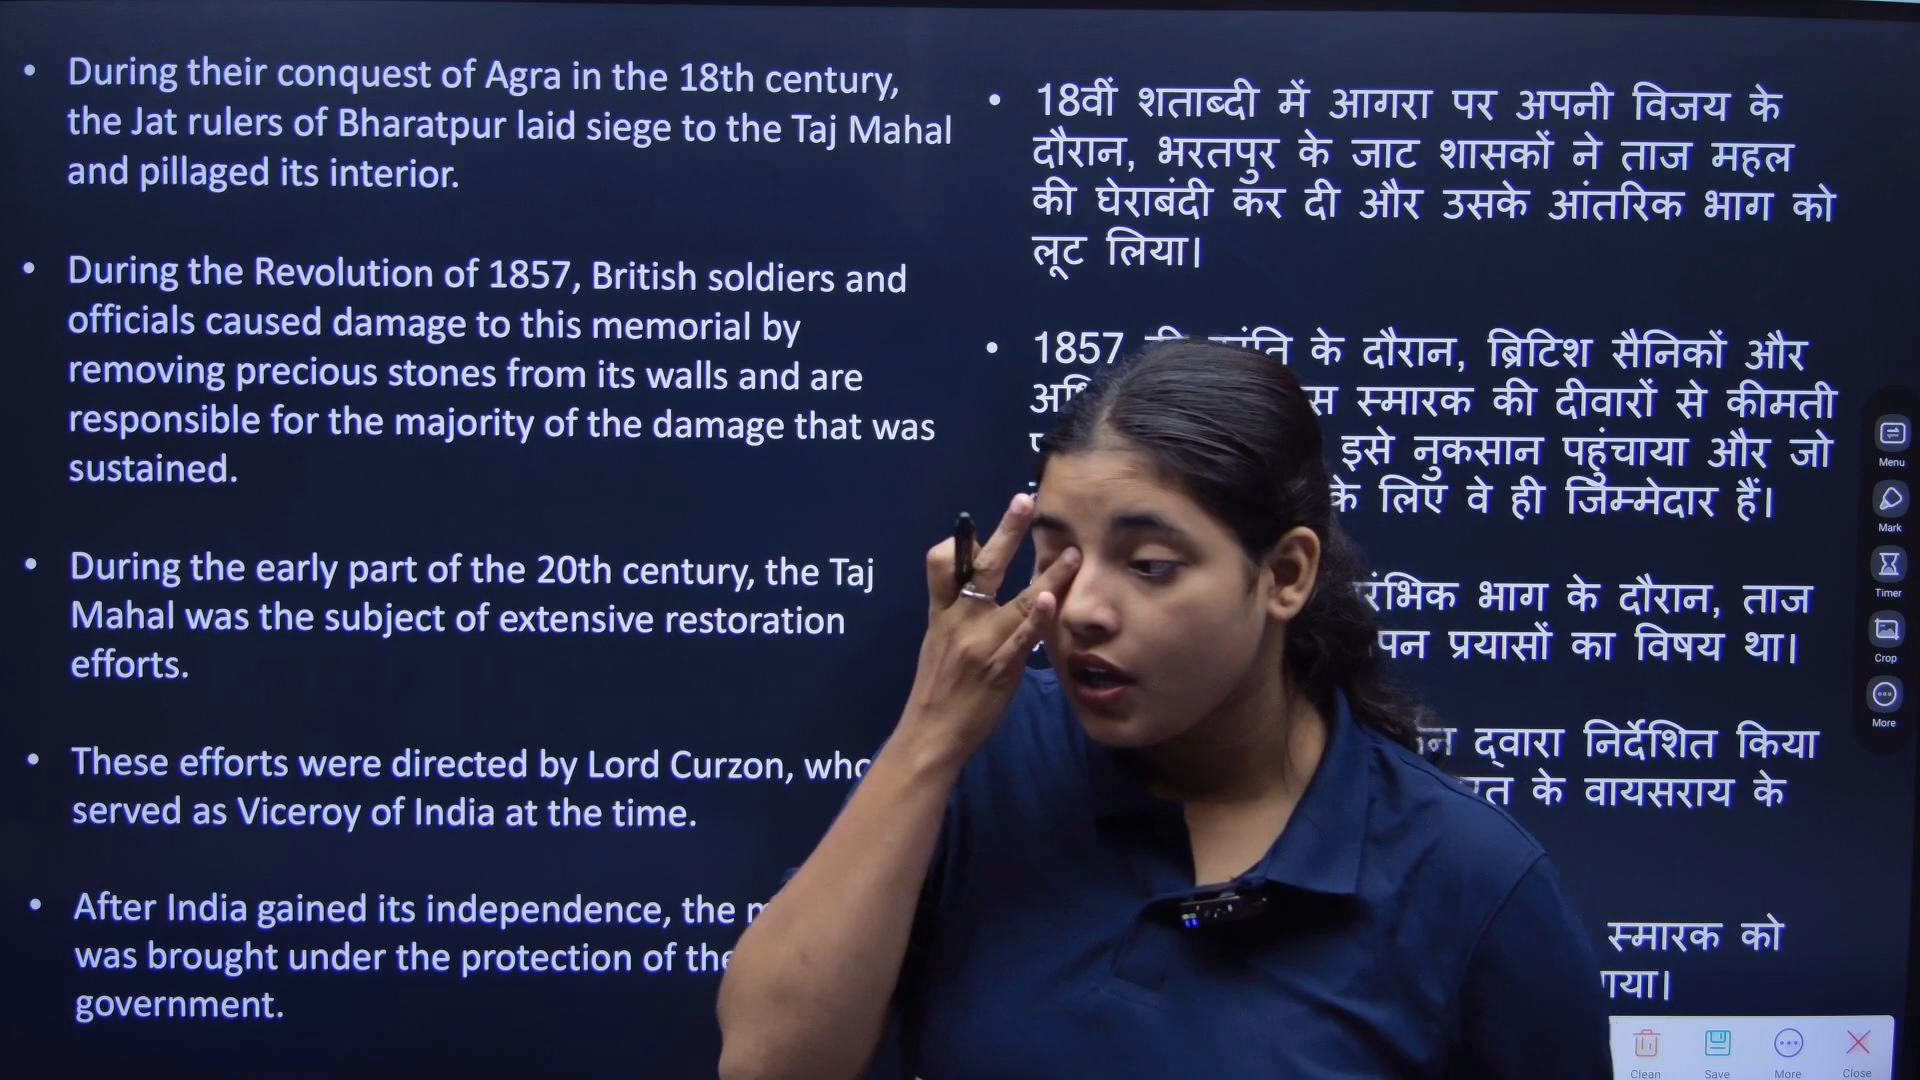 • During their conquest of Agra in the 18th century,
the Jat rulers of Bharatpur laid siege to the Taj Mahal
and pillaged its interior.
• During the Revolution of 1857, British soldiers and
officials caused damage to this memorial by
removing precious stones from its walls and are
responsible for the majority of the damage that was
sustained.
• During the early part of the 20th century, the Taj
Mahal was the subject of extensive restoration
efforts.
• These efforts were directed by Lord Curzon, who
served as Viceroy of India at the time.
• After India gained its independence, the
was brought under the protection of the
government.
• 18वीं शताब्दी में आगरा पर अपनी विजय के
दौरान, भरतपुर के जाट शासकों ने ताज महल
की घेराबंदी कर दी और उसके आंतरिक भाग को
लूट लिया।
• 1857 के दौरान, ब्रिटिश सैनिकों और
स्मारक की दीवारों से कीमती
इसे नुकसान पहुंचाया और जो
के लिए वे ही जिम्मेदार हैं।
भाग के दौरान, ताज
प्रयासों का विषय था।
द्वारा निर्देशित किया
के वायसराय के
स्मारक को
Menu
Mark
Timer
Crop
More
Clean
Save
More
Close